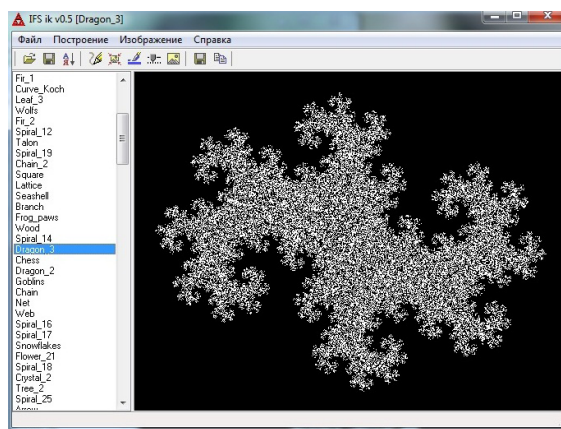 IFS ik v0.5 [Dragon_3]
Файл Построение Изображение Справка
Fir_1
Curve_Koch
Leaf_3
Wolfs
Fir_2
Spiral_12
Talon
Spiral_19
Chain_2
Square
Lattice
Seashell
Branch
Frog_paws
Wood
Spiral_14
Dragon_3
Chess
Dragon_2
Goblins
Chain
Net
Web
Spiral_16
Spiral_17
Snowflakes
Flower_21
Spiral_18
Crystal_2
Tree_2
Spiral_25